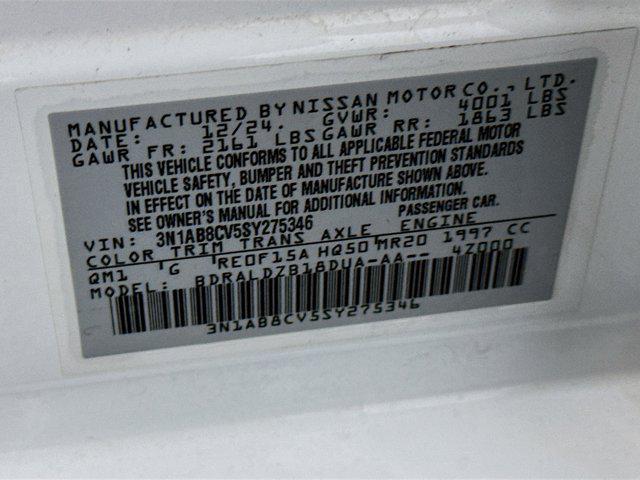 MANUFACTURED BY NISSAN MOTOR CO., LTD.
DATE: 12/24. GVWR: 4001 LBS
GAWR FR: 2161 LBS GAWR RR: 1863 LBS
THIS VEHICLE CONFORMS TO ALL APPLICABLE FEDERAL MOTOR
VEHICLE SAFETY, BUMPER AND THEFT PREVENTION STANDARDS
IN EFFECT ON THE DATE OF MANUFACTURE SHOWN ABOVE.
SEE OWNER'S MANUAL FOR ADDITIONAL INFORMATION.
VIN: 3N1AB8CV5SY275346 PASSENGER CAR.
COLOR TRIM TRANS AXLE ENGINE
QM1 G RE0F15A HQ50 MR20 1997 CC
MODEL: BDRALDZB18DUA-AA-- 4Z000
3N1AB8CV5SY275346